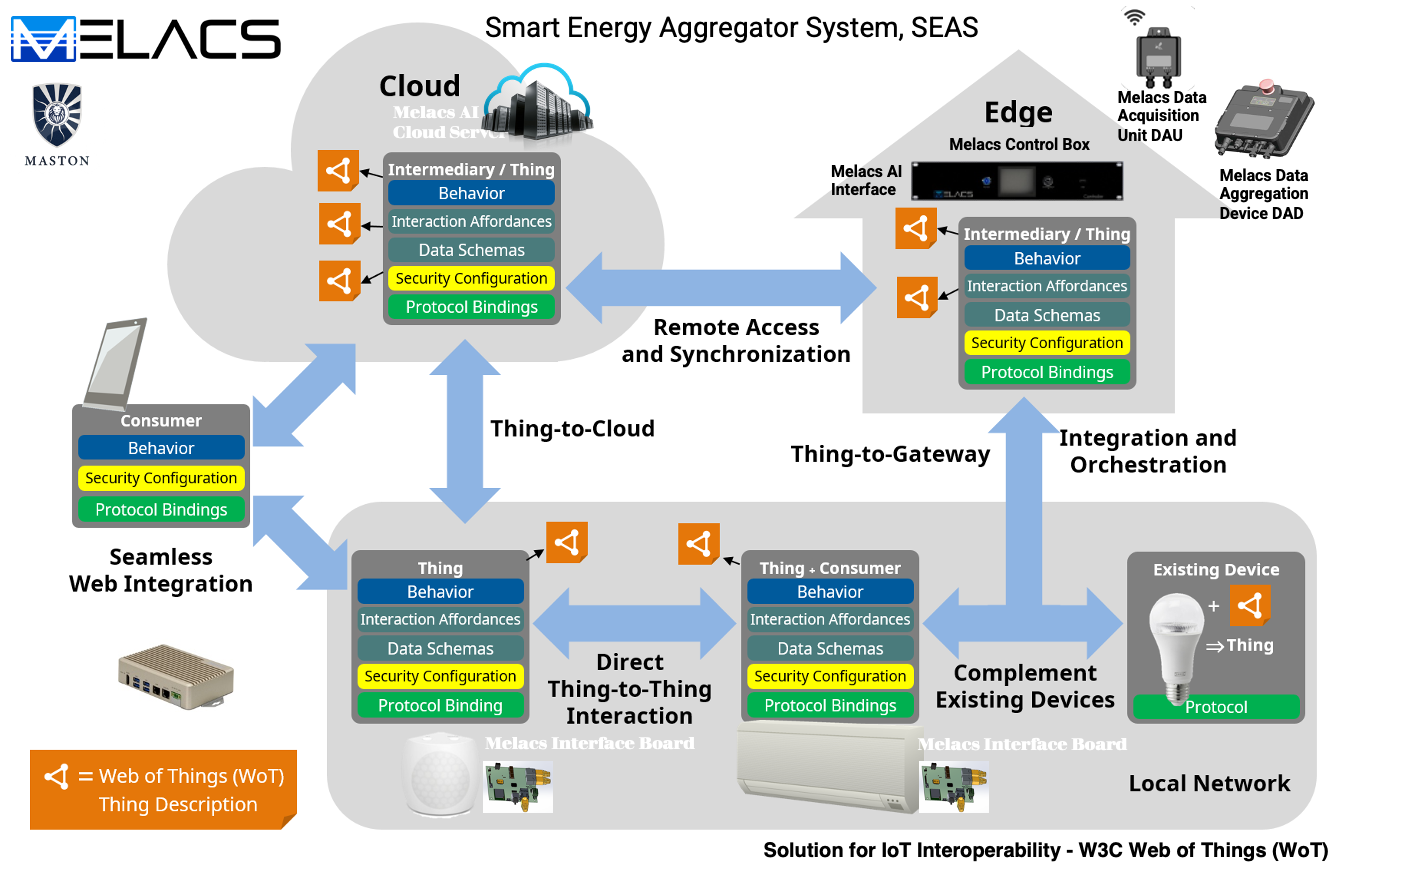 MELACS
MASTON
Smart Energy Aggregator System, SEAS
Cloud
Melacs AI
Cloud Server
Intermediary / Thing
Behavior
Interaction Affordances
Data Schemas
Security Configuration
Protocol Bindings
Edge
Melacs Control Box
Melacs AI
Interface
MELACS
Melacs Data
Acquisition
Unit DAU
Melacs Data
Aggregation
Device DAD
Intermediary / Thing
Behavior
Interaction Affordances
Data Schemas
Security Configuration
Protocol Bindings
Remote Access
and Synchronization
Consumer
Behavior
Security Configuration
Protocol Bindings
Seamless
Web Integration
Thing-to-Cloud
Thing-to-Gateway
Integration and
Orchestration
Thing
Behavior
Interaction Affordances
Data Schemas
Security Configuration
Protocol Binding
Direct
Thing-to-Thing
Interaction
Thing + Consumer
Behavior
Interaction Affordances
Data Schemas
Security Configuration
Protocol Bindings
Complement
Existing Devices
Existing Device
+
⇒Thing
Protocol
Melacs Interface Board
Melacs Interface Board
Local Network
= Web of Things (WoT)
Thing Description
Solution for IoT Interoperability - W3C Web of Things (WoT)